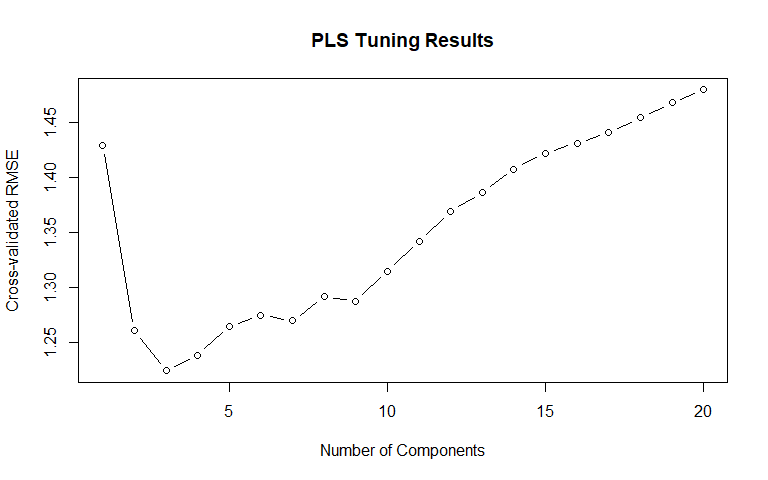 PLS Tuning Results
Cross-validated RMSE
1.45
1.40
1.35
1.30
1.25
5 10 15 20
Number of Components